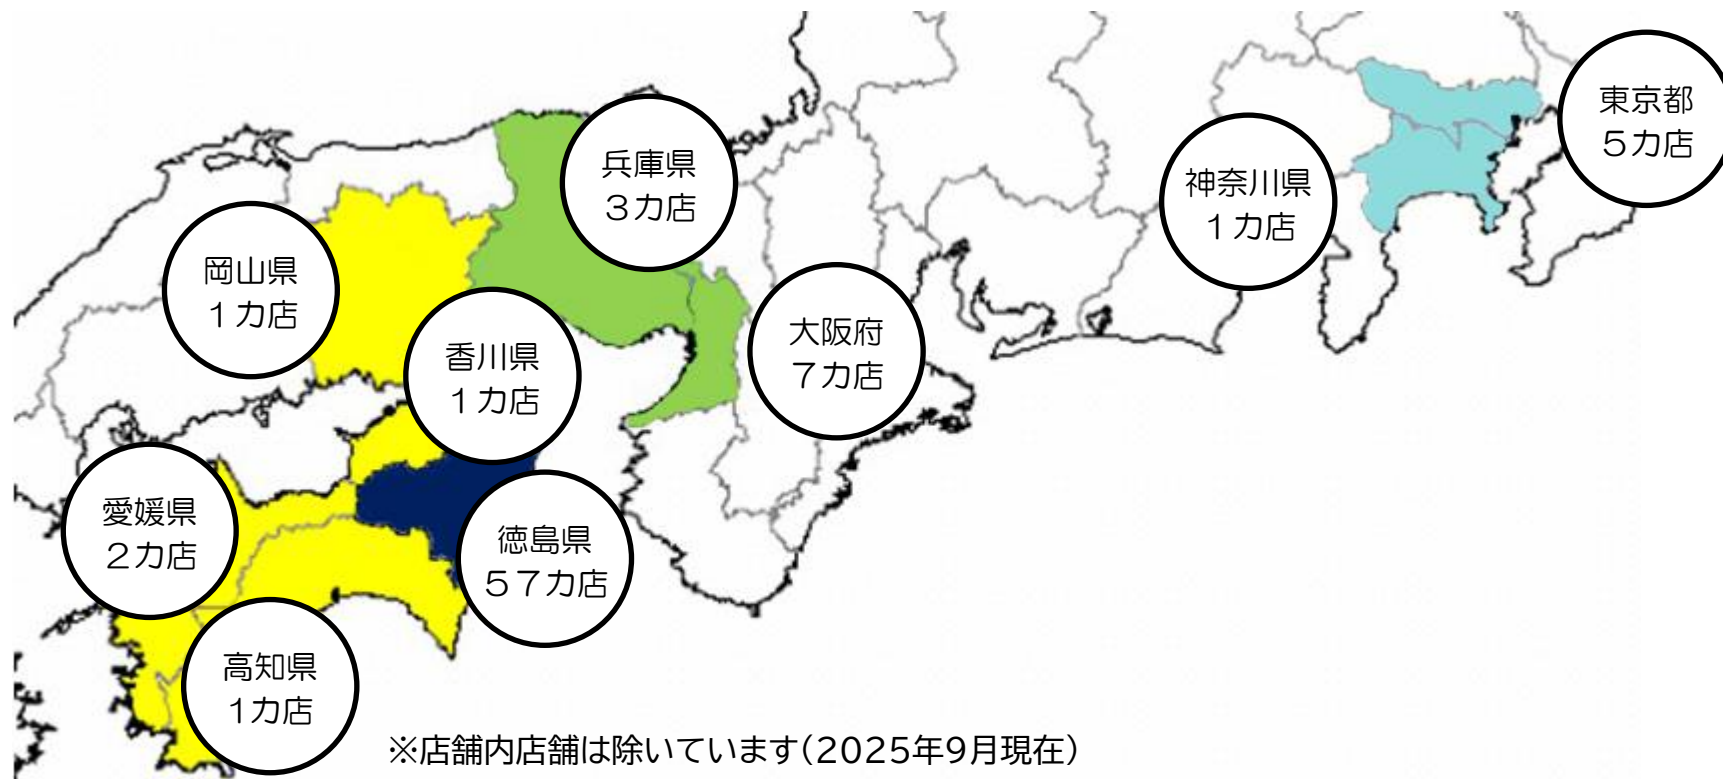 東京都
5カ店
兵庫県
3カ店
神奈川県
1カ店
岡山県
1カ店
大阪府
7カ店
香川県
1カ店
愛媛県
2カ店
徳島県
57カ店
高知県
1カ店
※店舗内店舗は除いています(2025年9月現在)